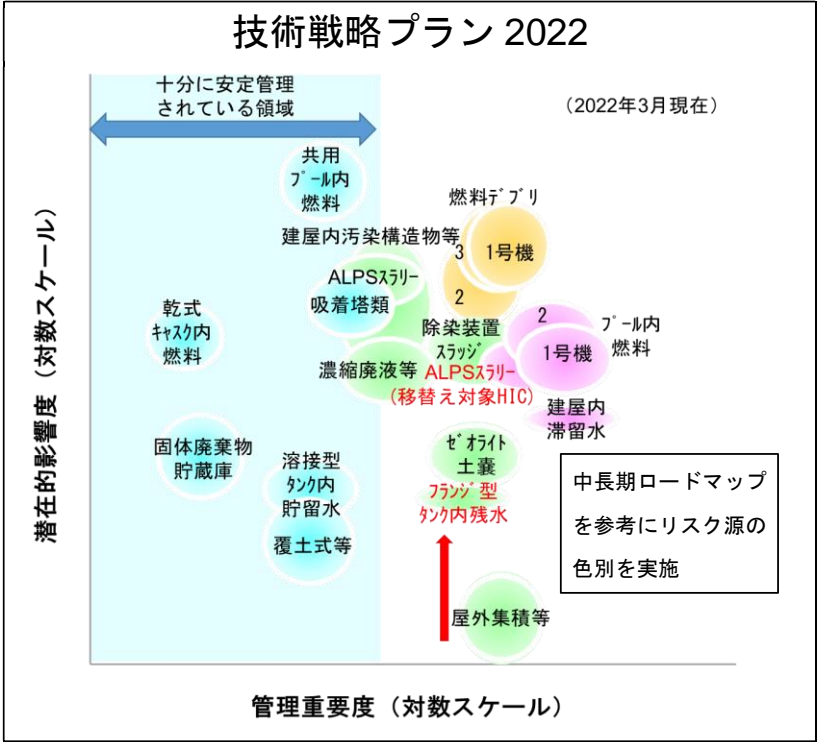 技術戦略プラン 2022
十分に安定管理
されている領域
（2022年3月現在）
共用
ﾌﾟｰﾙ内
燃料
燃料ﾃﾞﾌﾞﾘ
建屋内汚染構造物等
3
1号機
ALPSｽﾗﾘｰ
吸着塔類
2
乾式
ｷｬｽｸ内
燃料
除染装置
ｽﾗｯｼﾞ
2
ﾌﾟｰﾙ内
燃料
1号機
濃縮廃液等
ALPSｽﾗﾘｰ
(移替え対象HIC)
建屋内
滞留水
固体廃棄物
貯蔵庫
溶接型
ﾀﾝｸ内
貯留水
ｾﾞｵﾗｲﾄ
土嚢
ﾌﾗﾝｼﾞ型
ﾀﾝｸ内残水
覆土式等
中長期ロードマップ
を参考にリスク源の
色別を実施
屋外集積等
潜在的影響度（対数スケール）
管理重要度（対数スケール）